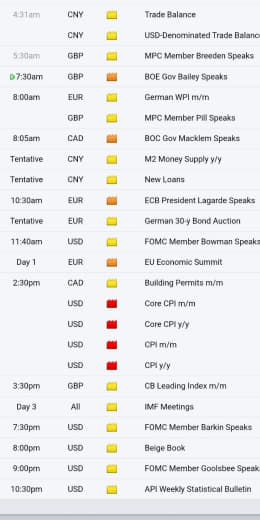 4:31am CNY Trade Balance
CNY USD-Denominated Trade Balance
5:30am GBP MPC Member Breeden Speaks
7:30am GBP BOE Gov Bailey Speaks
8:00am EUR German WPI m/m
GBP MPC Member Pill Speaks
8:05am CAD BOC Gov Macklem Speaks
Tentative CNY M2 Money Supply y/y
Tentative CNY New Loans
10:30am EUR ECB President Lagarde Speaks
Tentative EUR German 30-y Bond Auction
11:40am USD FOMC Member Bowman Speaks
Day 1 EUR EU Economic Summit
2:30pm CAD Building Permits m/m
USD Core CPI m/m
USD Core CPI y/y
USD CPI m/m
USD CPI y/y
3:30pm GBP CB Leading Index m/m
Day 3 All IMF Meetings
7:30pm USD FOMC Member Barkin Speaks
8:00pm USD Beige Book
9:00pm USD FOMC Member Goolsbee Speak
10:30pm USD API Weekly Statistical Bulletin